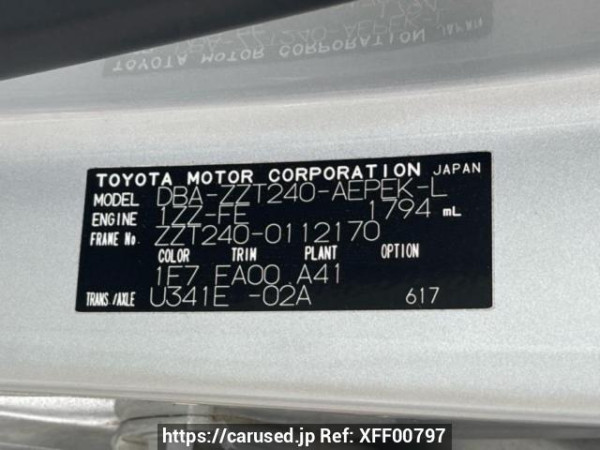 TOYOTA MOTOR CORPORATION JAPAN
MODEL DBA-ZZT240-AEPEK-L
ENGINE 1ZZ-FE 1794 mL
FRAME No. ZZT240-0112170
COLOR TRIM PLANT OPTION
1E7 FA00 A41
TRANS/AXLE U341E -02A 617
https://carused.jp Ref: XFF00797